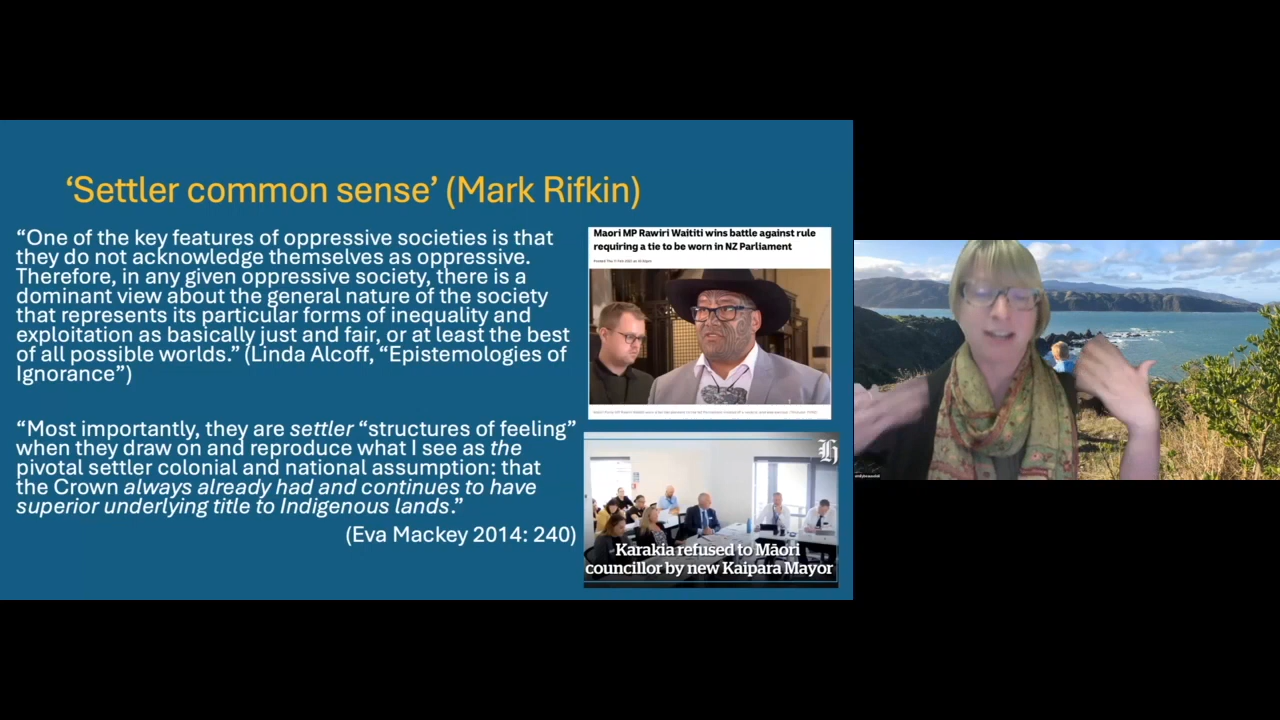 ‘Settler common sense’ (Mark Rifkin)
“One of the key features of oppressive societies is that
they do not acknowledge themselves as oppressive.
Therefore, in any given oppressive society, there is a
dominant view about the general nature of the society
that represents its particular forms of inequality and
exploitation as basically just and fair, or at least the best
of all possible worlds.” (Linda Alcoff, “Epistemologies of
Ignorance”)
“Most importantly, they are settler “structures of feeling”
when they draw on and reproduce what I see as the
pivotal settler colonial and national assumption: that
the Crown always already had and continues to have
superior underlying title to Indigenous lands.”
(Eva Mackey 2014: 240)
Maori MP Rawiri Waititi wins battle against rule
requiring a tie to be worn in NZ Parliament
Karakia refused to Māori
councillor by new Kaipara Mayor